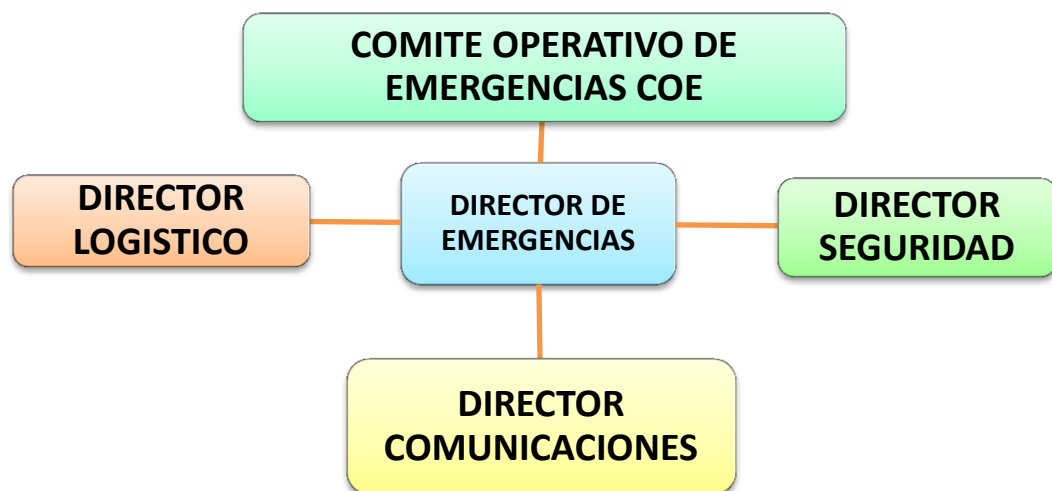 COMITE OPERATIVO DE
EMERGENCIAS COE
DIRECTOR
LOGISTICO
DIRECTOR DE
EMERGENCIAS
DIRECTOR
SEGURIDAD
DIRECTOR
COMUNICACIONES